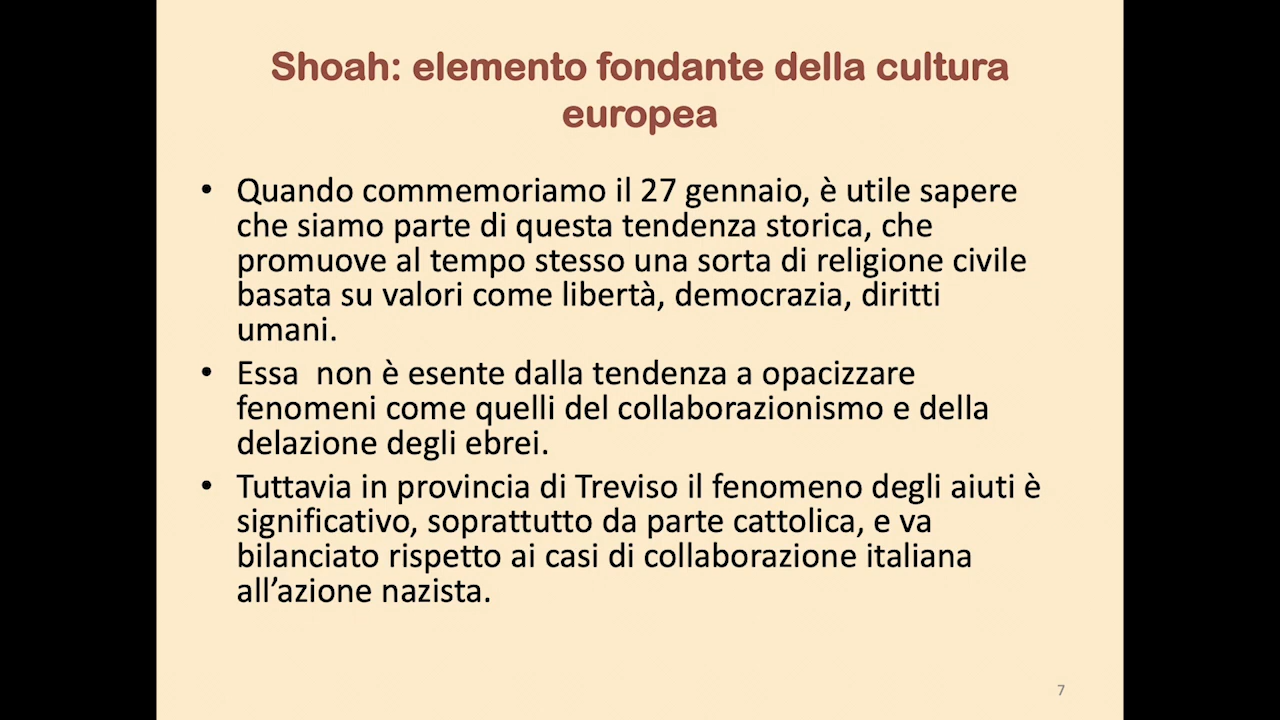 Shoah: elemento fondante della cultura
europea
• Quando commemoriamo il 27 gennaio, è utile sapere
che siamo parte di questa tendenza storica, che
promuove al tempo stesso una sorta di religione civile
basata su valori come libertà, democrazia, diritti
umani.
• Essa  non è esente dalla tendenza a opacizzare
fenomeni come quelli del collaborazionismo e della
delazione degli ebrei.
• Tuttavia in provincia di Treviso il fenomeno degli aiuti è
significativo, soprattutto da parte cattolica, e va
bilanciato rispetto ai casi di collaborazione italiana
all’azione nazista.
7